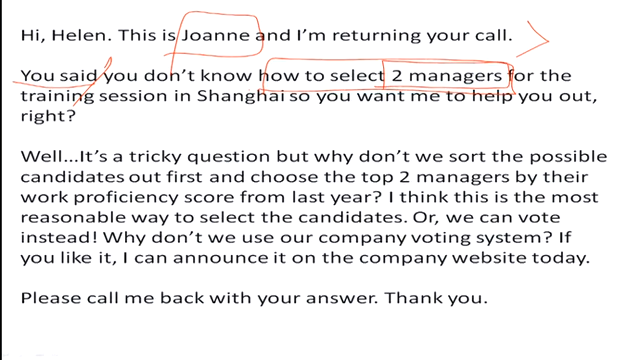 Hi, Helen. This is Joanne and I'm returning your call.
You said you don't know how to select 2 managers for the
training session in Shanghai so you want me to help you out,
right?
Well...It's a tricky question but why don't we sort the possible
candidates out first and choose the top 2 managers by their
work proficiency score from last year? I think this is the most
reasonable way to select the candidates. Or, we can vote
instead! Why don't we use our company voting system? If
you like it, I can announce it on the company website today.
Please call me back with your answer. Thank you.